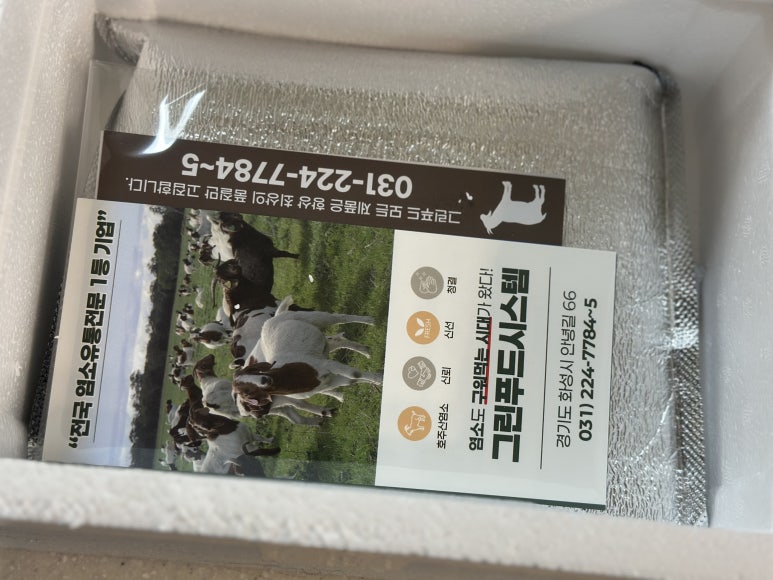 그린푸드 모든 제품은 항상 최상의 품질만 고집합니다.
031-224-7784~5
“전국 염소유통전문 1등 기업”
호주산염소
신뢰
FRESH
신선
청결
염소도 구워먹는 시대가 왔다!
그린푸드시스템
경기도 화성시 안녕길 66
031) 224-7784~5